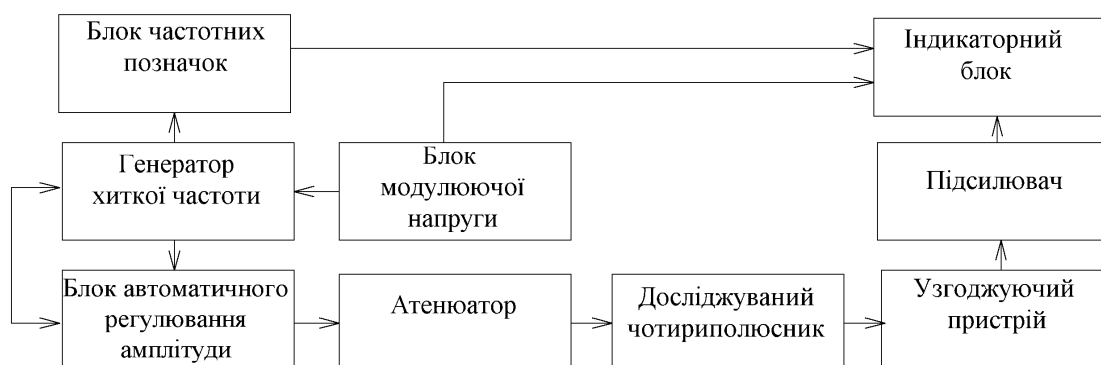 Блок частотних
позначок
Індикаторний
блок
Генератор
хиткої частоти
Блок
модулюючої
напруги
Підсилювач
Блок автоматичного
регулювання
амплітуди
Атенюатор
Досліджуваний
чотириполюсник
Узгоджуючий
пристрій